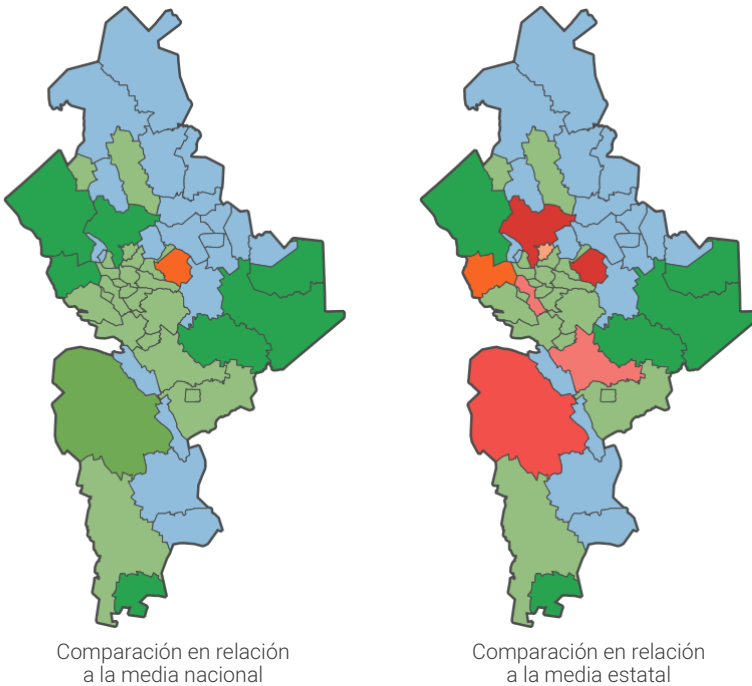 Comparación en relación
a la media nacional
Comparación en relación
a la media estatal